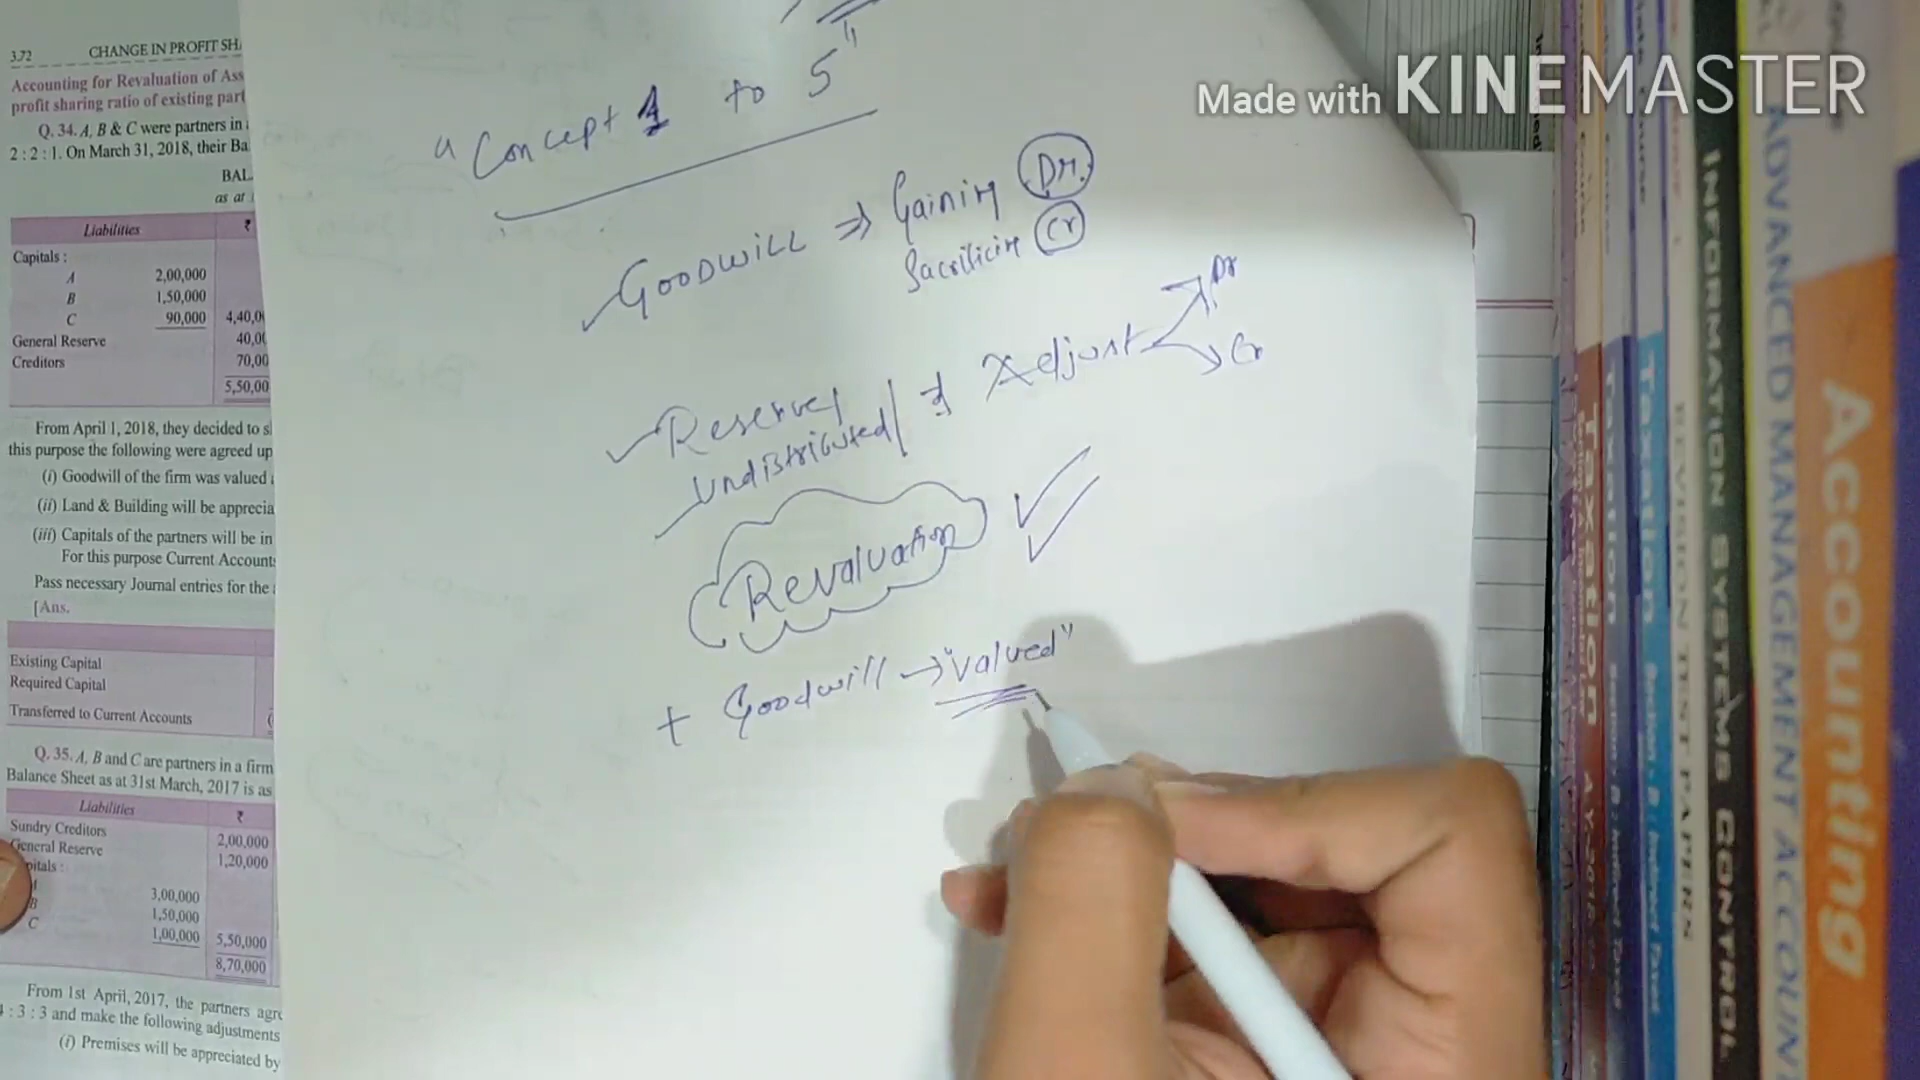 Made with KINEMASTER
3.72 CHANGE IN PROFIT SH
Accounting for Revaluation of Ass
profit sharing ratio of existing part
Q. 34. A, B & C were partners in
2 : 2 : 1. On March 31, 2018, their Ba
BAL
as at
Liabilities ₹
Capitals :
A 2,00,000
B 1,50,000
C 90,000 4,40,0
General Reserve 40,00
Creditors 70,00
5,50,00
From April 1, 2018, they decided to s
this purpose the following were agreed up
(i) Goodwill of the firm was valued
(ii) Land & Building will be apprecia
(iii) Capitals of the partners will be in
For this purpose Current Accounts
Pass necessary Journal entries for the
[Ans.
Existing Capital
Required Capital
Transferred to Current Accounts
Q. 35. A, B and C are partners in a firm
Balance Sheet as at 31st March, 2017 is as
Liabilities ₹
Sundry Creditors 2,00,000
General Reserve 1,20,000
pitals :
3,00,000
B 1,50,000
C 1,00,000 5,50,000
8,70,000
From 1st April, 2017, the partners agre
: 3 : 3 and make the following adjustments
(i) Premises will be appreciated by
"Concept 1 to 5"
GOODWILL ⇒ Gaining Dr.
Sacrificing Cr
Reserves
Undistributed
Adjust Dr
Cr
Revaluation
+ Goodwill → "valued"
Taxation
Taxation
REVISION TEST PAPERS
INFORMATION SYSTEMS CONTROL
ADVANCED MANAGEMENT ACCOUN
Accounting